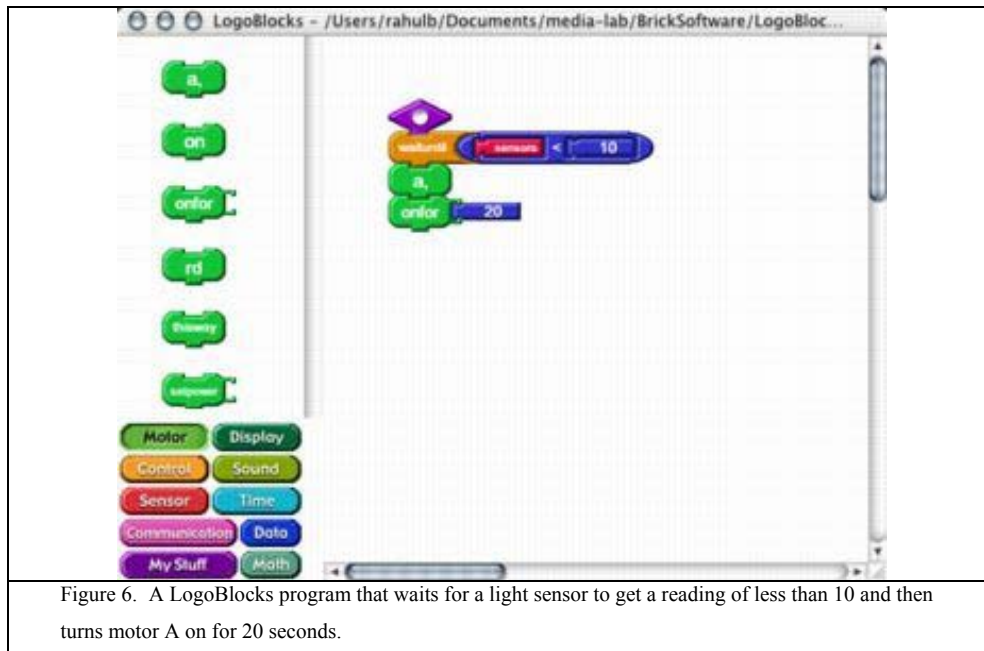 LogoBlocks - /Users/rahulb/Documents/media-lab/BrickSoftware/LogoBloc...
a,
on
onfor
rd
thisway
setpower
Motor Display
Control Sound
Sensor Time
Communication Data
My Stuff Math
waituntil sensora < 10
a,
onfor 20
Figure 6. A LogoBlocks program that waits for a light sensor to get a reading of less than 10 and then
turns motor A on for 20 seconds.